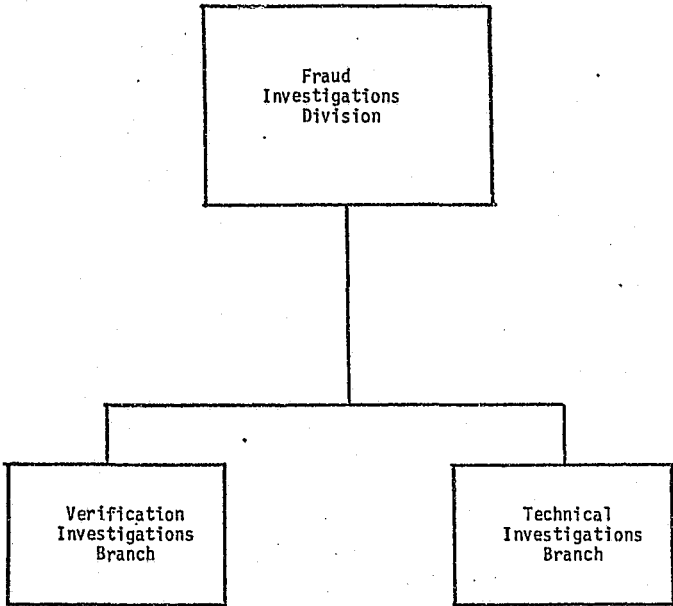 Fraud
Investigations
Division
Verification
Investigations
Branch
Technical
Investigations
Branch